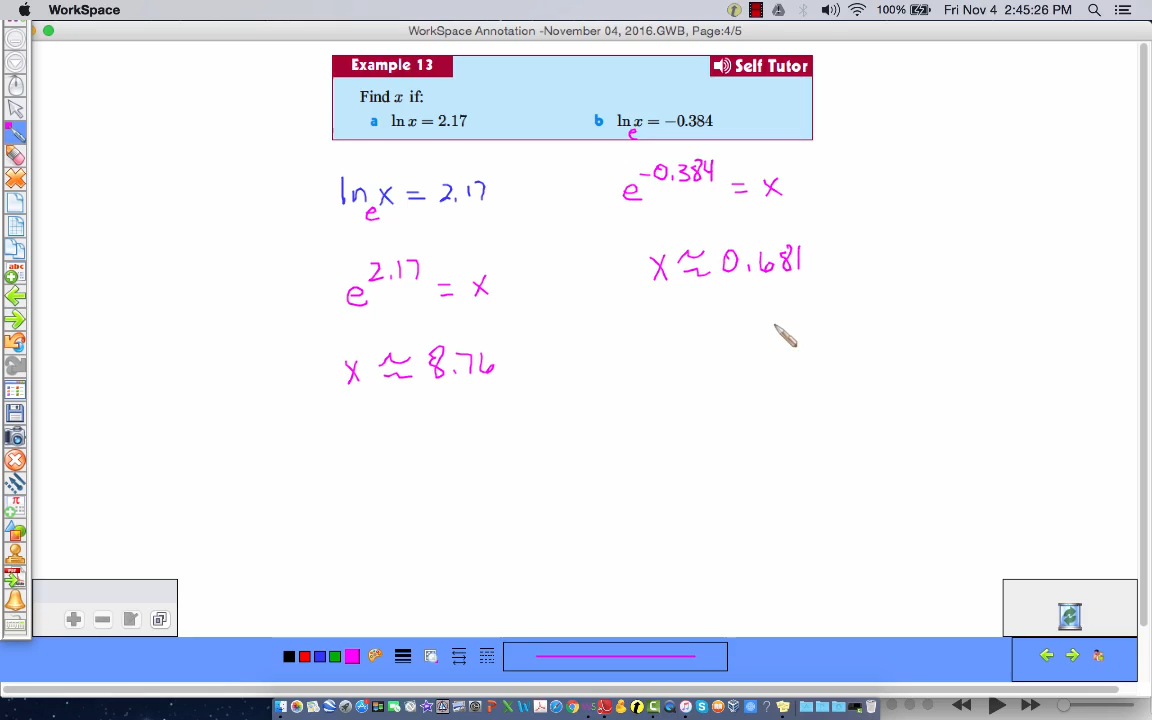 WorkSpace
100%
Fri Nov 4 2:45:26 PM
WorkSpace Annotation -November 04, 2016.GWB, Page:4/5
Example 13
Self Tutor
Find x if:
a ln x = 2.17
b ln x = −0.384
e
ln_e x = 2.17
e^{-0.384} = x
x ≈ 0.681
e^{2.17} = x
x ≈ 8.76